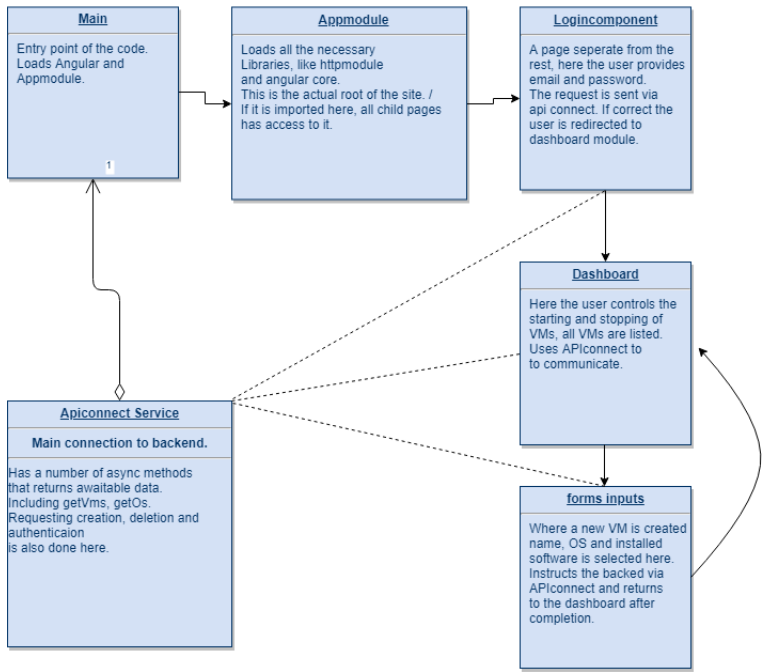 Main
Entry point of the code.
Loads Angular and
Appmodule.
1
Appmodule
Loads all the necessary
Libraries, like httpmodule
and angular core.
This is the actual root of the site. /
If it is imported here, all child pages
has access to it.
Logincomponent
A page seperate from the
rest, here the user provides
email and password.
The request is sent via
api connect. If correct the
user is redirected to
dashboard module.
Dashboard
Here the user controls the
starting and stopping of
VMs, all VMs are listed.
Uses APIconnect to
to communicate.
Apiconnect Service
Main connection to backend.
Has a number of async methods
that returns awaitable data.
Including getVms, getOs.
Requesting creation, deletion and
authenticaion
is also done here.
forms inputs
Where a new VM is created
name, OS and installed
software is selected here.
Instructs the backed via
APIconnect and returns
to the dashboard after
completion.